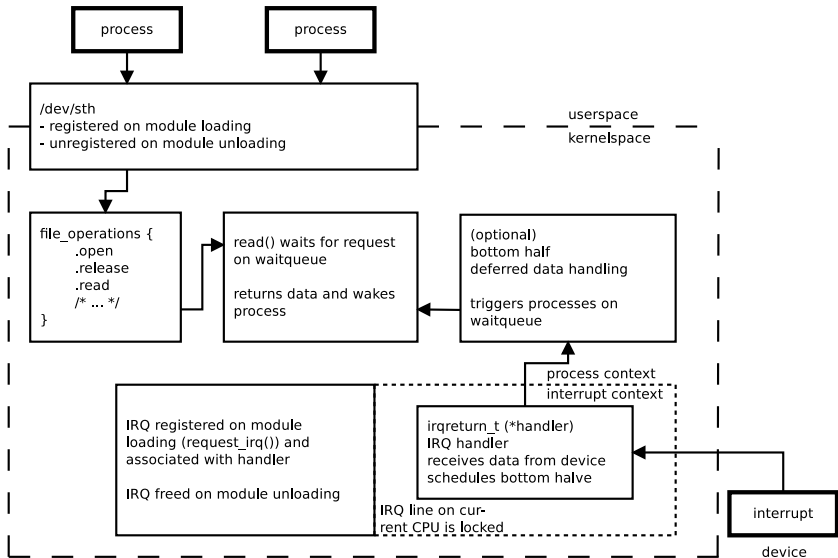 process
process
/dev/sth
- registered on module loading
- unregistered on module unloading
userspace
kernelspace
file_operations {
.open
.release
.read
/* ... */
}
read() waits for request
on waitqueue
returns data and wakes
process
(optional)
bottom half
deferred data handling
triggers processes on
waitqueue
process context
interrupt context
IRQ registered on module
loading (request_irq()) and
associated with handler
IRQ freed on module unloading
irqreturn_t (*handler)
IRQ handler
receives data from device
schedules bottom halve
IRQ line on cur-
rent CPU is locked
interrupt
device